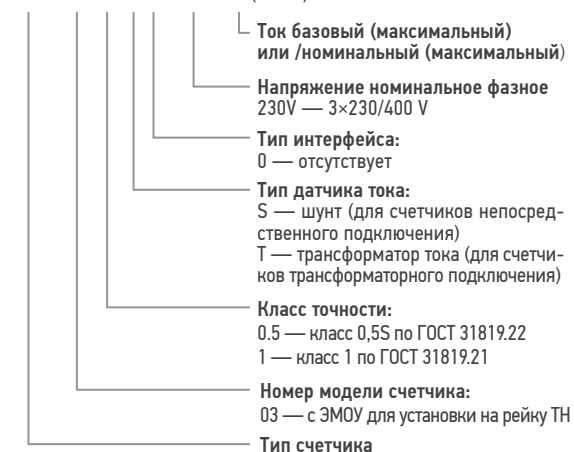 Ток базовый (максимальный)
или /номинальный (максимальный)
Напряжение номинальное фазное
230V — 3×230/400 V
Тип интерфейса:
0 — отсутствует
Тип датчика тока:
S — шунт (для счетчиков непосред-
ственного подключения)
T — трансформатор тока (для счетчи-
ков трансформаторного подключения)
Класс точности:
0.5 — класс 0,5S по ГОСТ 31819.22
1 — класс 1 по ГОСТ 31819.21
Номер модели счетчика:
03 — с ЭМОУ для установки на рейку ТН
Тип счетчика